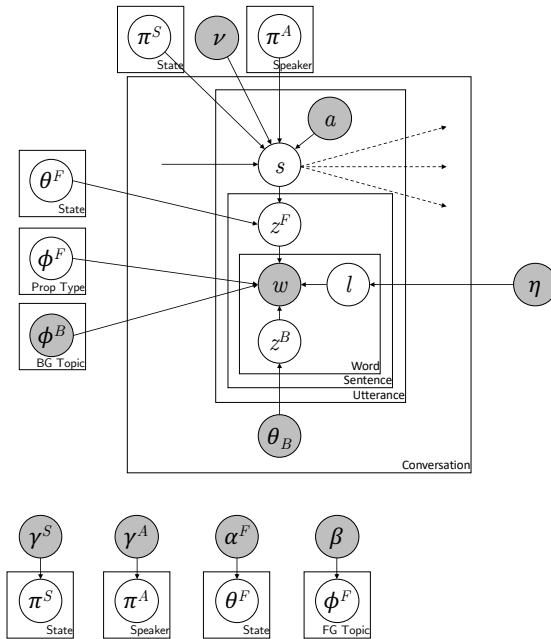 π^S
State
ν
π^A
Speaker
a
s
θ^F
State
z^F
ϕ^F
Prop Type
w
l
η
ϕ^B
BG Topic
z^B
Word
Sentence
Utterance
θ_B
Conversation
γ^S
γ^A
α^F
β
π^S
State
π^A
Speaker
θ^F
State
ϕ^F
FG Topic